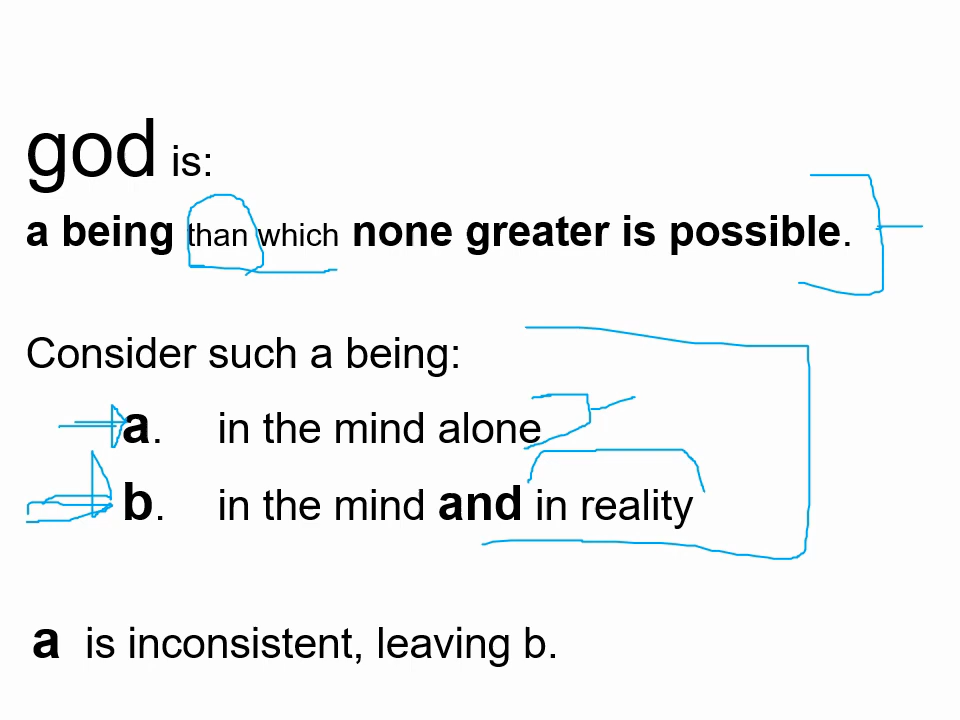 god is:
a being than which none greater is possible.
Consider such a being:
a. in the mind alone
b. in the mind and in reality
a is inconsistent, leaving b.